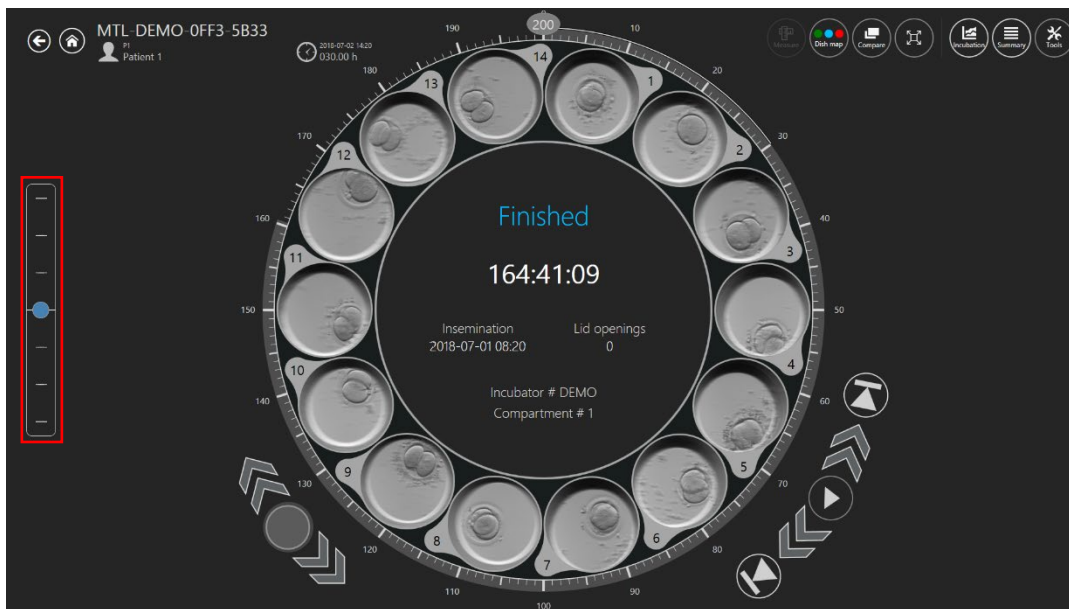 MTL-DEMO-0FF3-5B33
P1
Patient 1
2018-07-02 14:20
030.00 h
Measure
Dish map
Compare
Incubation
Summary
Tools
200
10
20
30
40
50
60
70
80
90
100
110
120
130
140
150
160
170
180
190
1
2
3
4
5
6
7
8
9
10
11
12
13
14
Finished
164:41:09
Insemination
2018-07-01 08:20
Lid openings
0
Incubator # DEMO
Compartment # 1